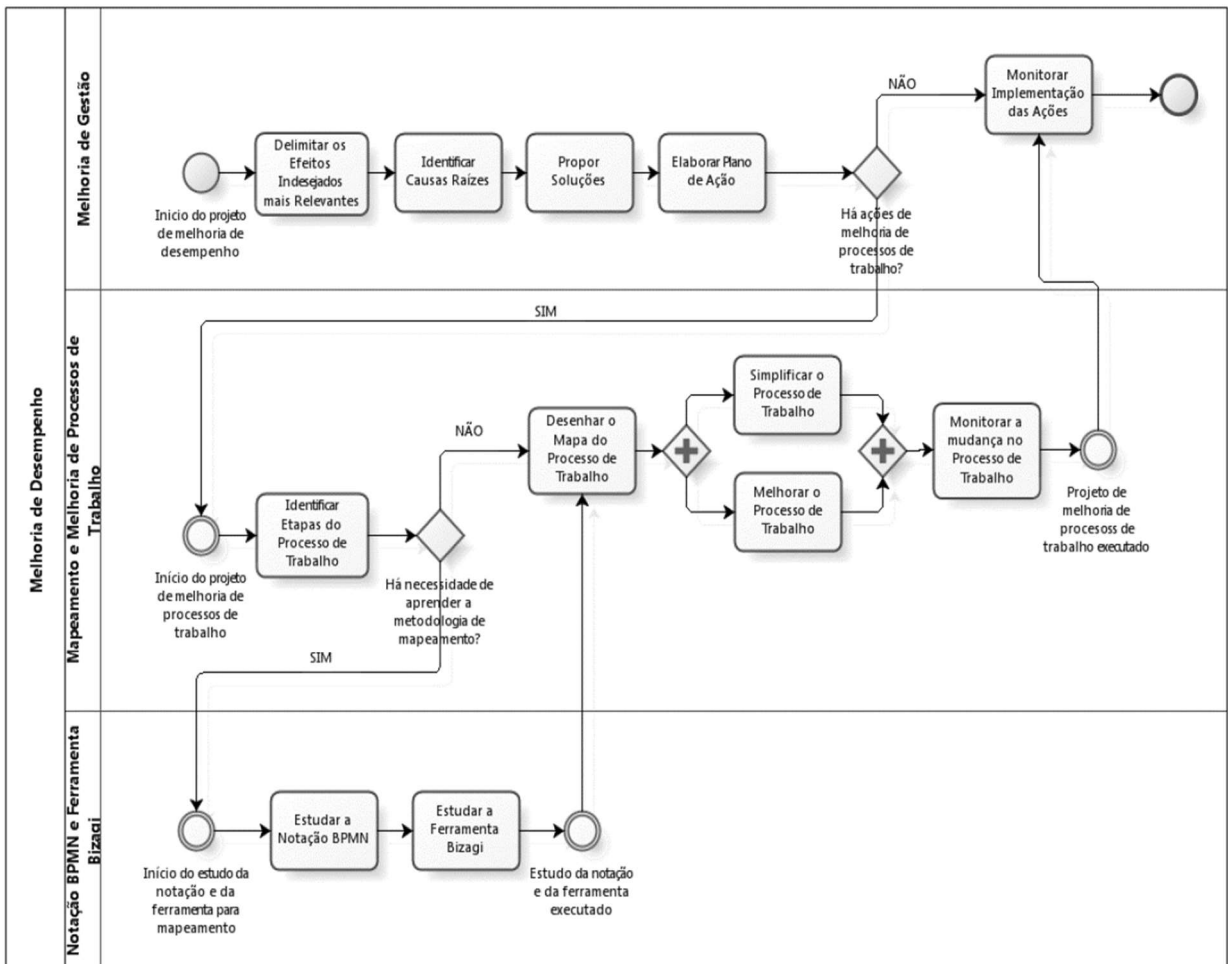 Melhoria de Desempenho
Melhoria de Gestão
Inicio do projeto
de melhoria de
desempenho
Delimitar os
Efeitos
Indesejados
mais Relevantes
Identificar
Causas Raízes
Propor
Soluções
Elaborar Plano
de Ação
Há ações de
melhoria de
processos de
trabalho?
NÃO
Monitorar
Implementação
das Ações
SIM
Mapeamento e Melhoria de Processos de
Trabalho
Início do projeto
de melhoria de
processos de
trabalho
Identificar
Etapas do
Processo de
Trabalho
Há necessidade de
aprender a
metodologia de
mapeamento?
NÃO
Desenhar o
Mapa do
Processo de
Trabalho
Simplificar o
Processo de
Trabalho
Melhorar o
Processo de
Trabalho
Monitorar a
mudança no
Processo de
Trabalho
Projeto de
melhoria de
procesoss de
trabalho executado
SIM
Notação BPMN e Ferramenta
Bizagi
Início do estudo da
notação e da
ferramenta para
mapeamento
Estudar a
Notação BPMN
Estudar a
Ferramenta
Bizagi
Estudo da notação
e da ferramenta
executado